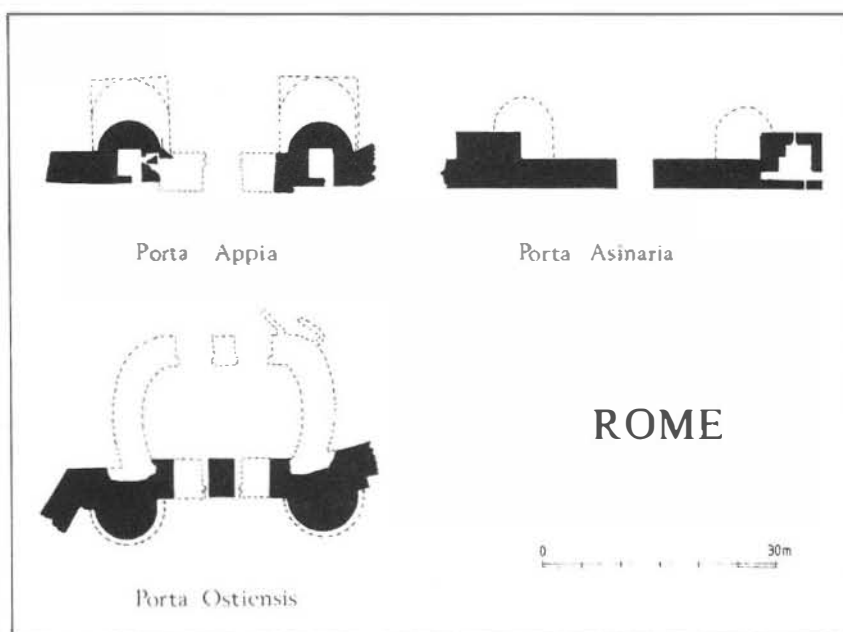 Porta Appia
Porta Asinaria
ROME
0 30m
Porta Ostiensis